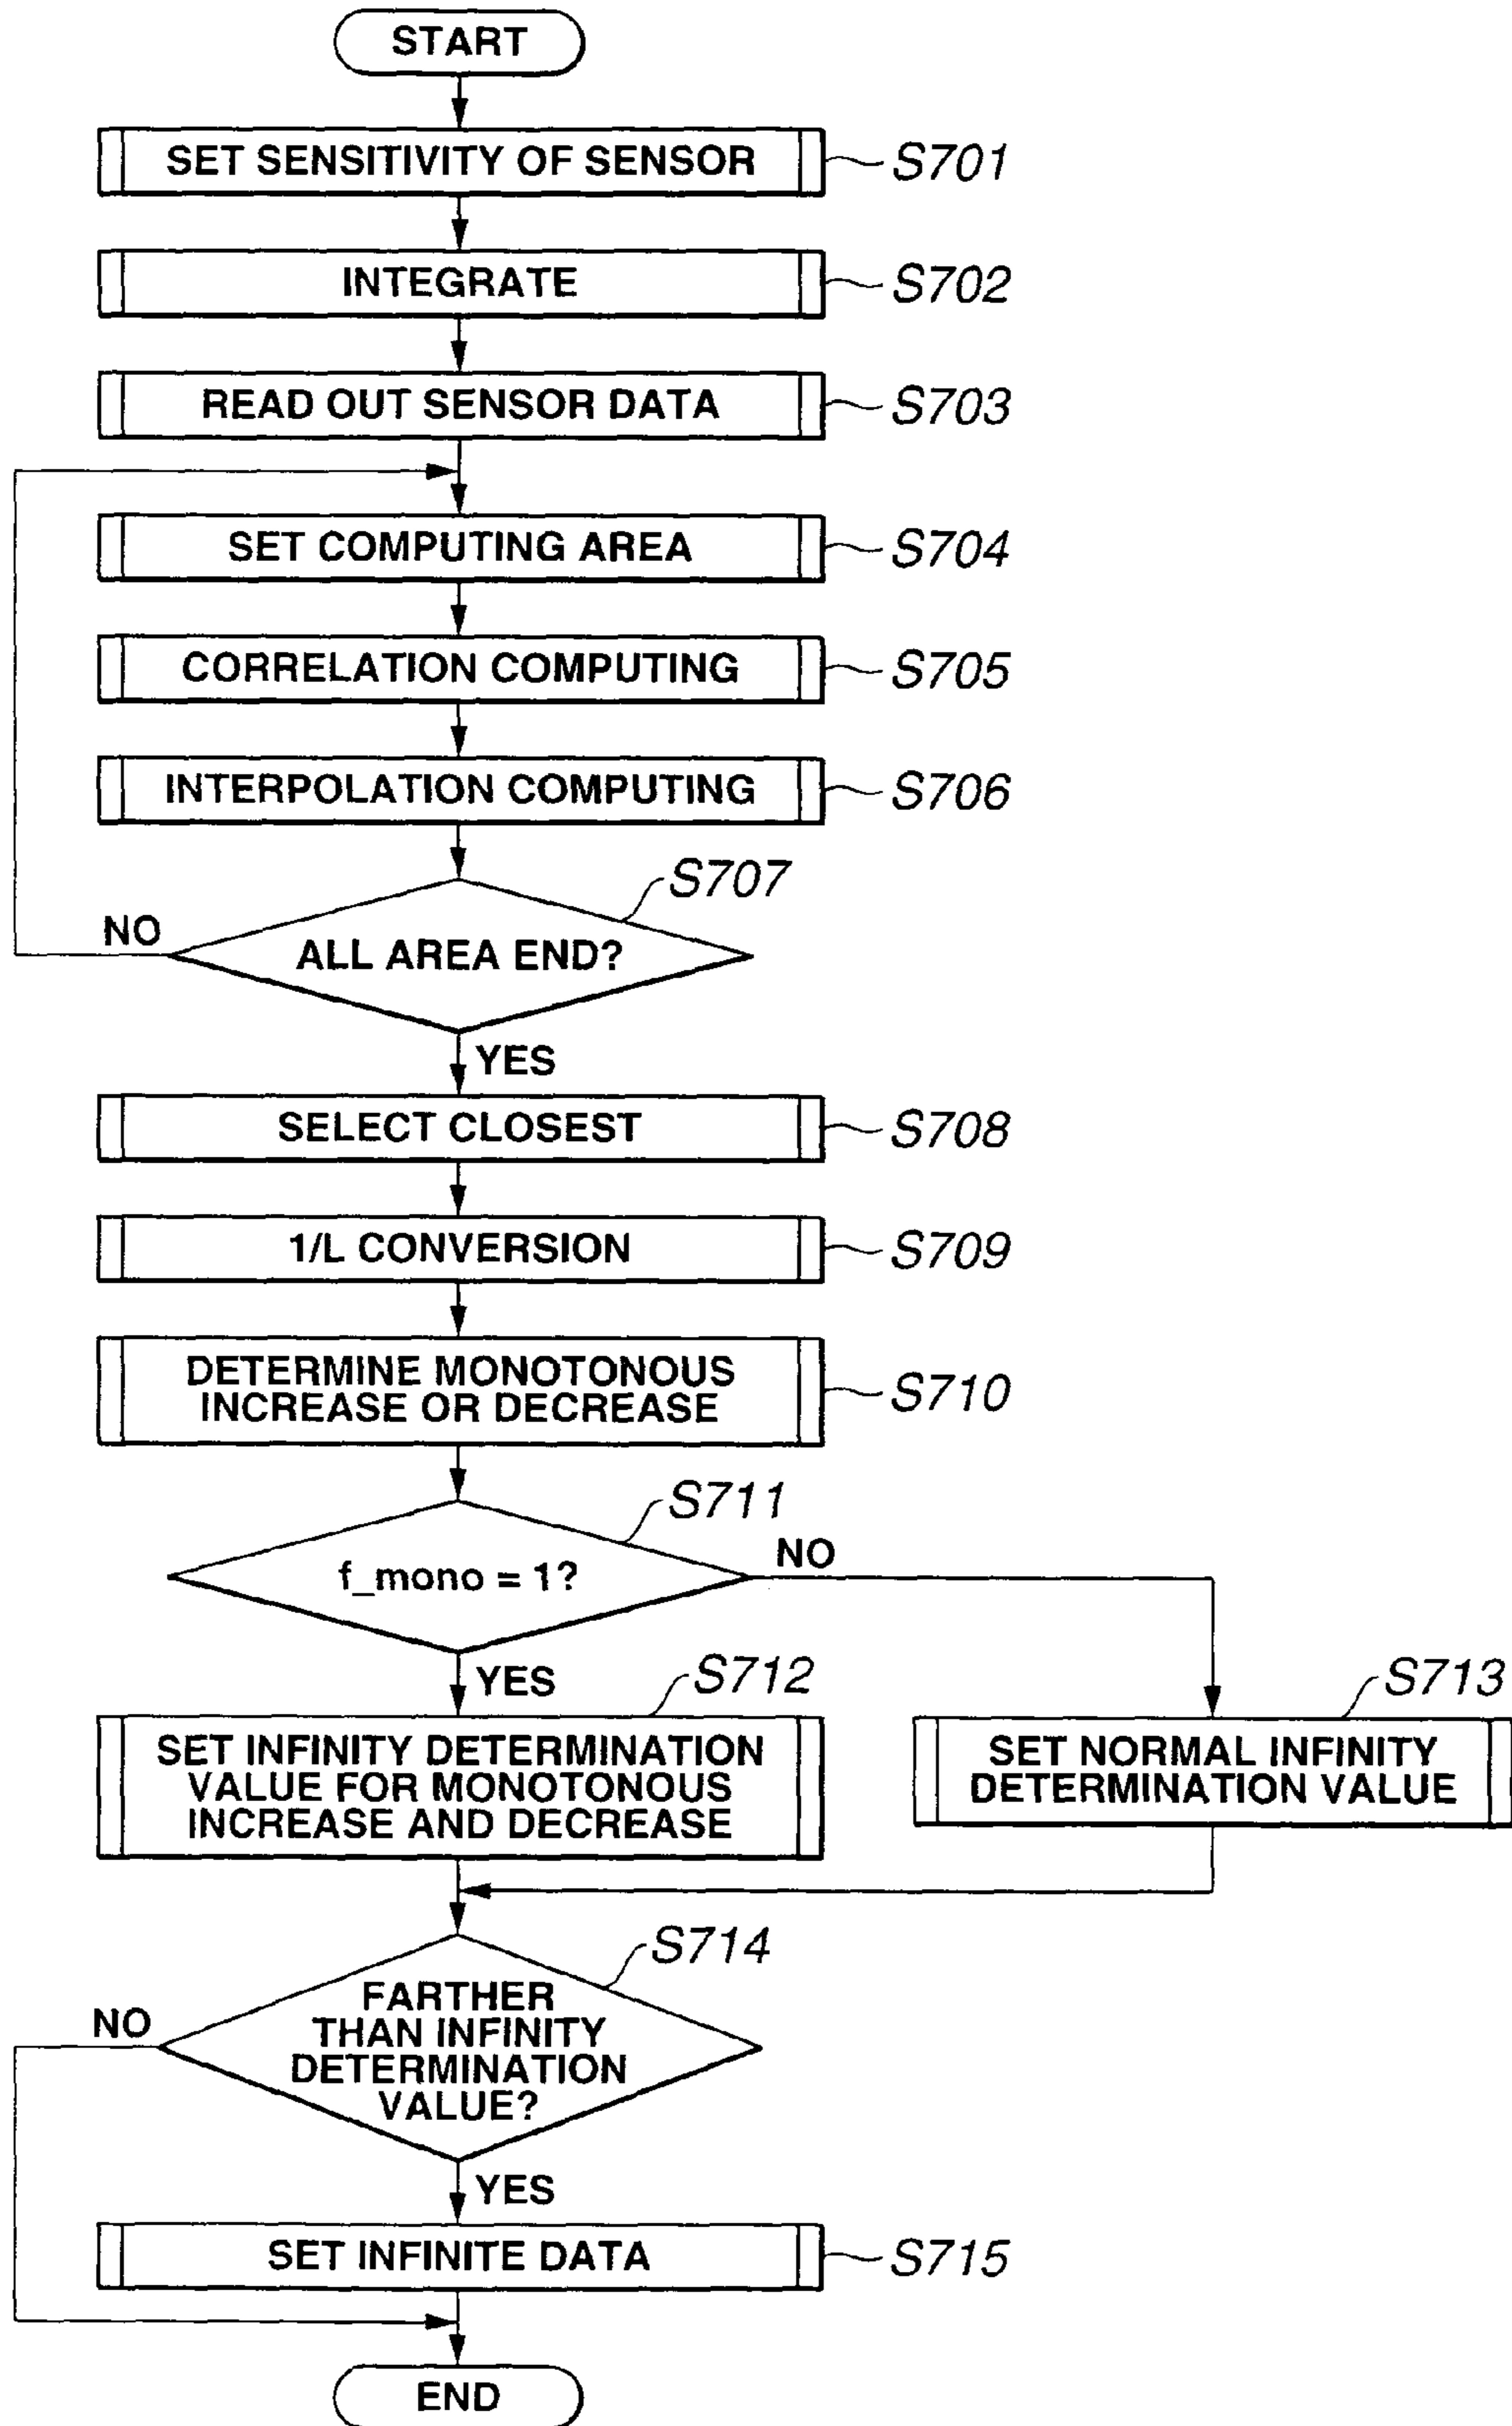 START
SET SENSITIVITY OF SENSOR
S701
INTEGRATE
S702
READ OUT SENSOR DATA
S703
SET COMPUTING AREA
S704
CORRELATION COMPUTING
S705
INTERPOLATION COMPUTING
S706
S707
NO
ALL AREA END?
YES
SELECT CLOSEST
S708
1/L CONVERSION
S709
DETERMINE MONOTONOUS
INCREASE OR DECREASE
S710
S711
f_mono = 1?
NO
YES
S712
SET INFINITY DETERMINATION
VALUE FOR MONOTONOUS
INCREASE AND DECREASE
S713
SET NORMAL INFINITY
DETERMINATION VALUE
S714
NO
FARTHER
THAN INFINITY
DETERMINATION
VALUE?
YES
SET INFINITE DATA
S715
END